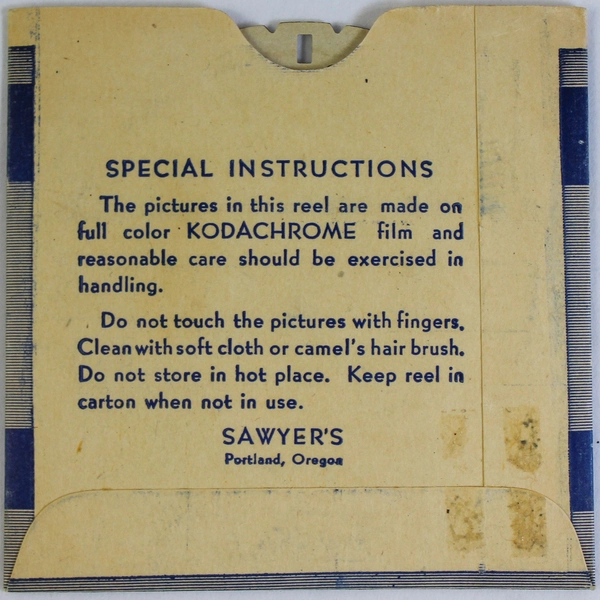 SPECIAL INSTRUCTIONS
The pictures in this reel are made on
full color KODACHROME film and
reasonable care should be exercised in
handling.
Do not touch the pictures with fingers.
Clean with soft cloth or camel's hair brush.
Do not store in hot place. Keep reel in
carton when not in use.
SAWYER'S
Portland, Oregon